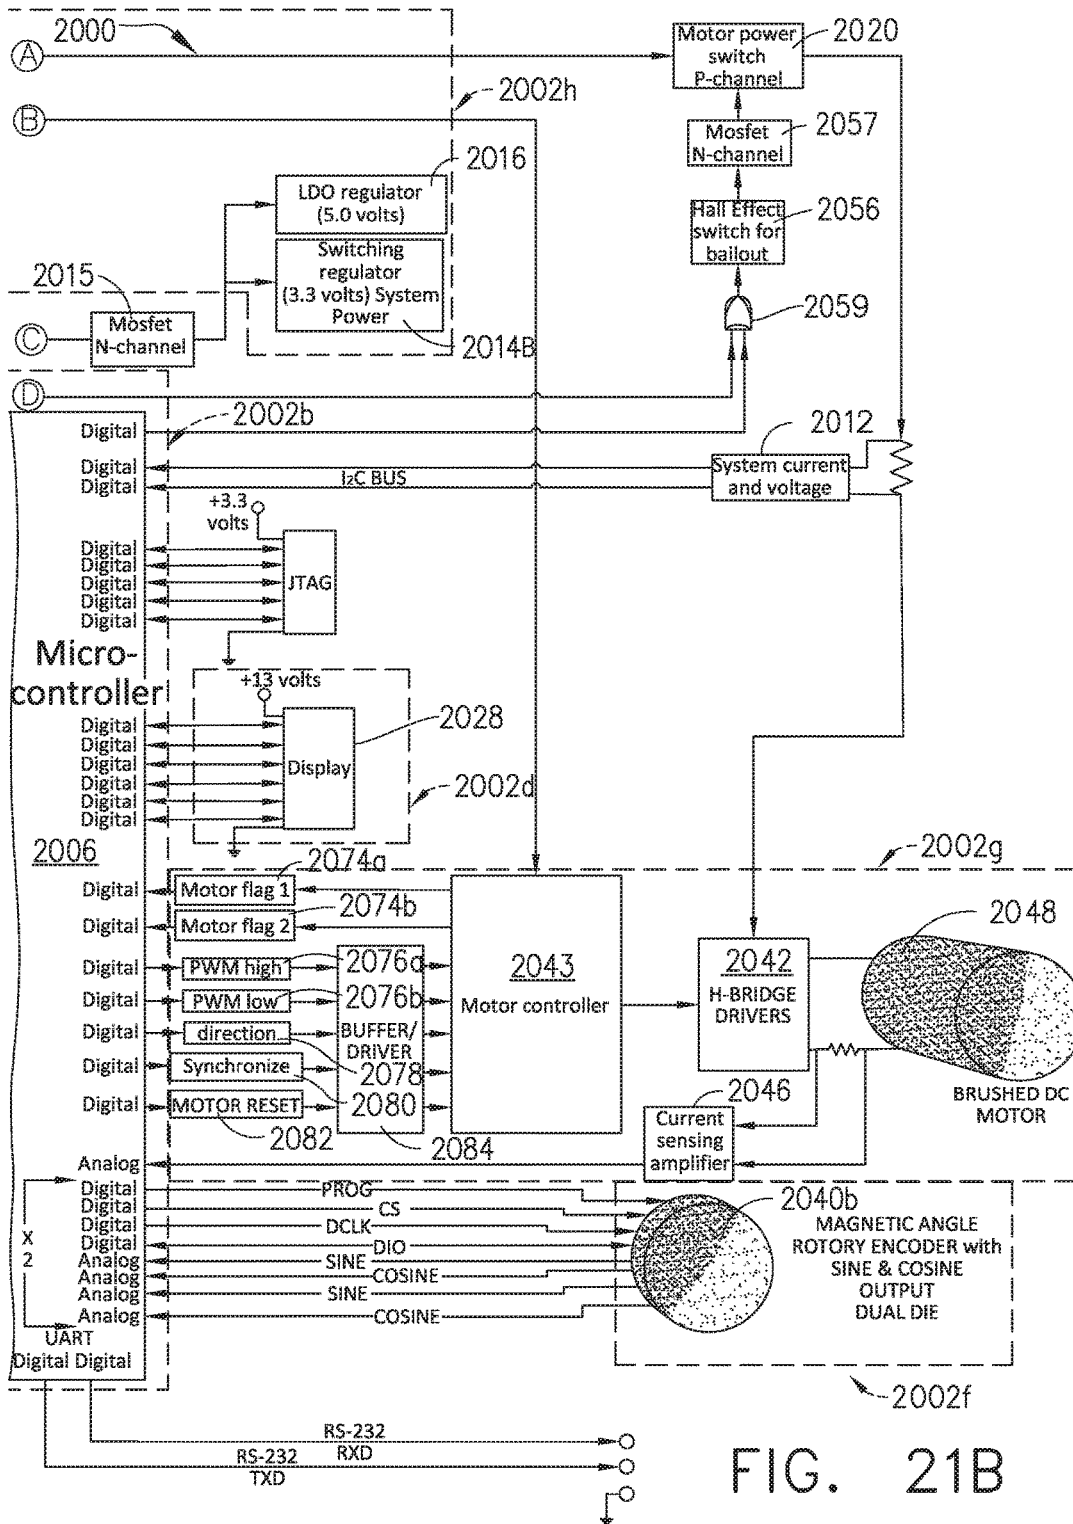 2000
Motor power
switch
P-channel
2020
A
2002h
B
Mosfet
N-channel
2057
2016
LDO regulator
(5.0 volts)
Hall Effect
switch for
bailout
2056
Switching
regulator
(3.3 volts) System
Power
2015
2059
C
Mosfet
N-channel
2014B
D
2002b
Digital
2012
Digital
Digital
I2C BUS
System current
and voltage
+3.3
volts
Digital
Digital
Digital
Digital
Digital
JTAG
Micro-
controller
+13 volts
2028
Digital
Digital
Digital
Digital
Digital
Digital
Display
2002d
2006
2074a
2002g
Digital
Motor flag 1
2074b
2048
Digital
Motor flag 2
Digital
PWM high
2076a
2043
Motor controller
2042
H-BRIDGE
DRIVERS
Digital
PWM low
2076b
Digital
direction
BUFFER/
DRIVER
2078
Digital
Synchronize
2080
2046
BRUSHED DC
MOTOR
Digital
MOTOR RESET
2082
2084
Current
sensing
amplifier
Analog
Digital
PROG
2040b
Digital
CS
Digital
DCLK
MAGNETIC ANGLE
ROTORY ENCODER with
SINE & COSINE
OUTPUT
DUAL DIE
X
2
Digital
DIO
Analog
SINE
Analog
COSINE
Analog
SINE
Analog
COSINE
UART
Digital Digital
2002f
RS-232
RXD
RS-232
TXD
FIG. 21B